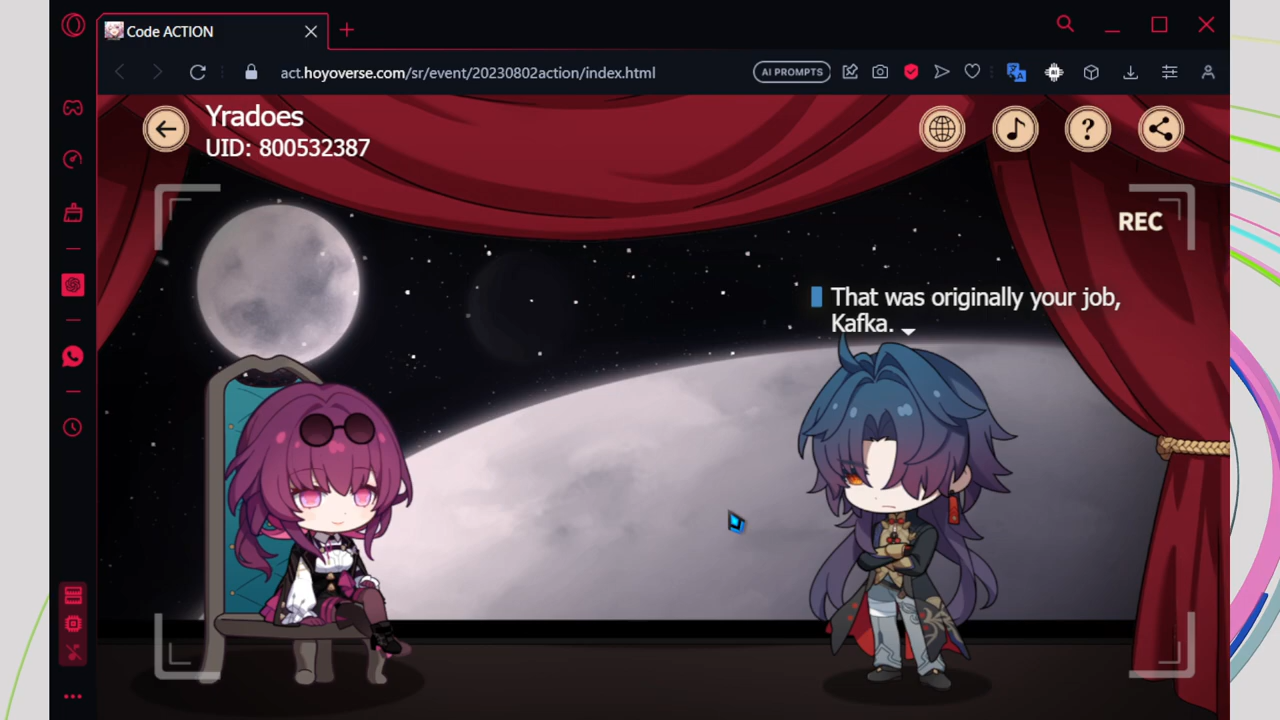 Code ACTION
act.hoyoverse.com/sr/event/20230802action/index.html
AI PROMPTS
Yradoes
UID: 800532387
?
REC
That was originally your job,
Kafka.